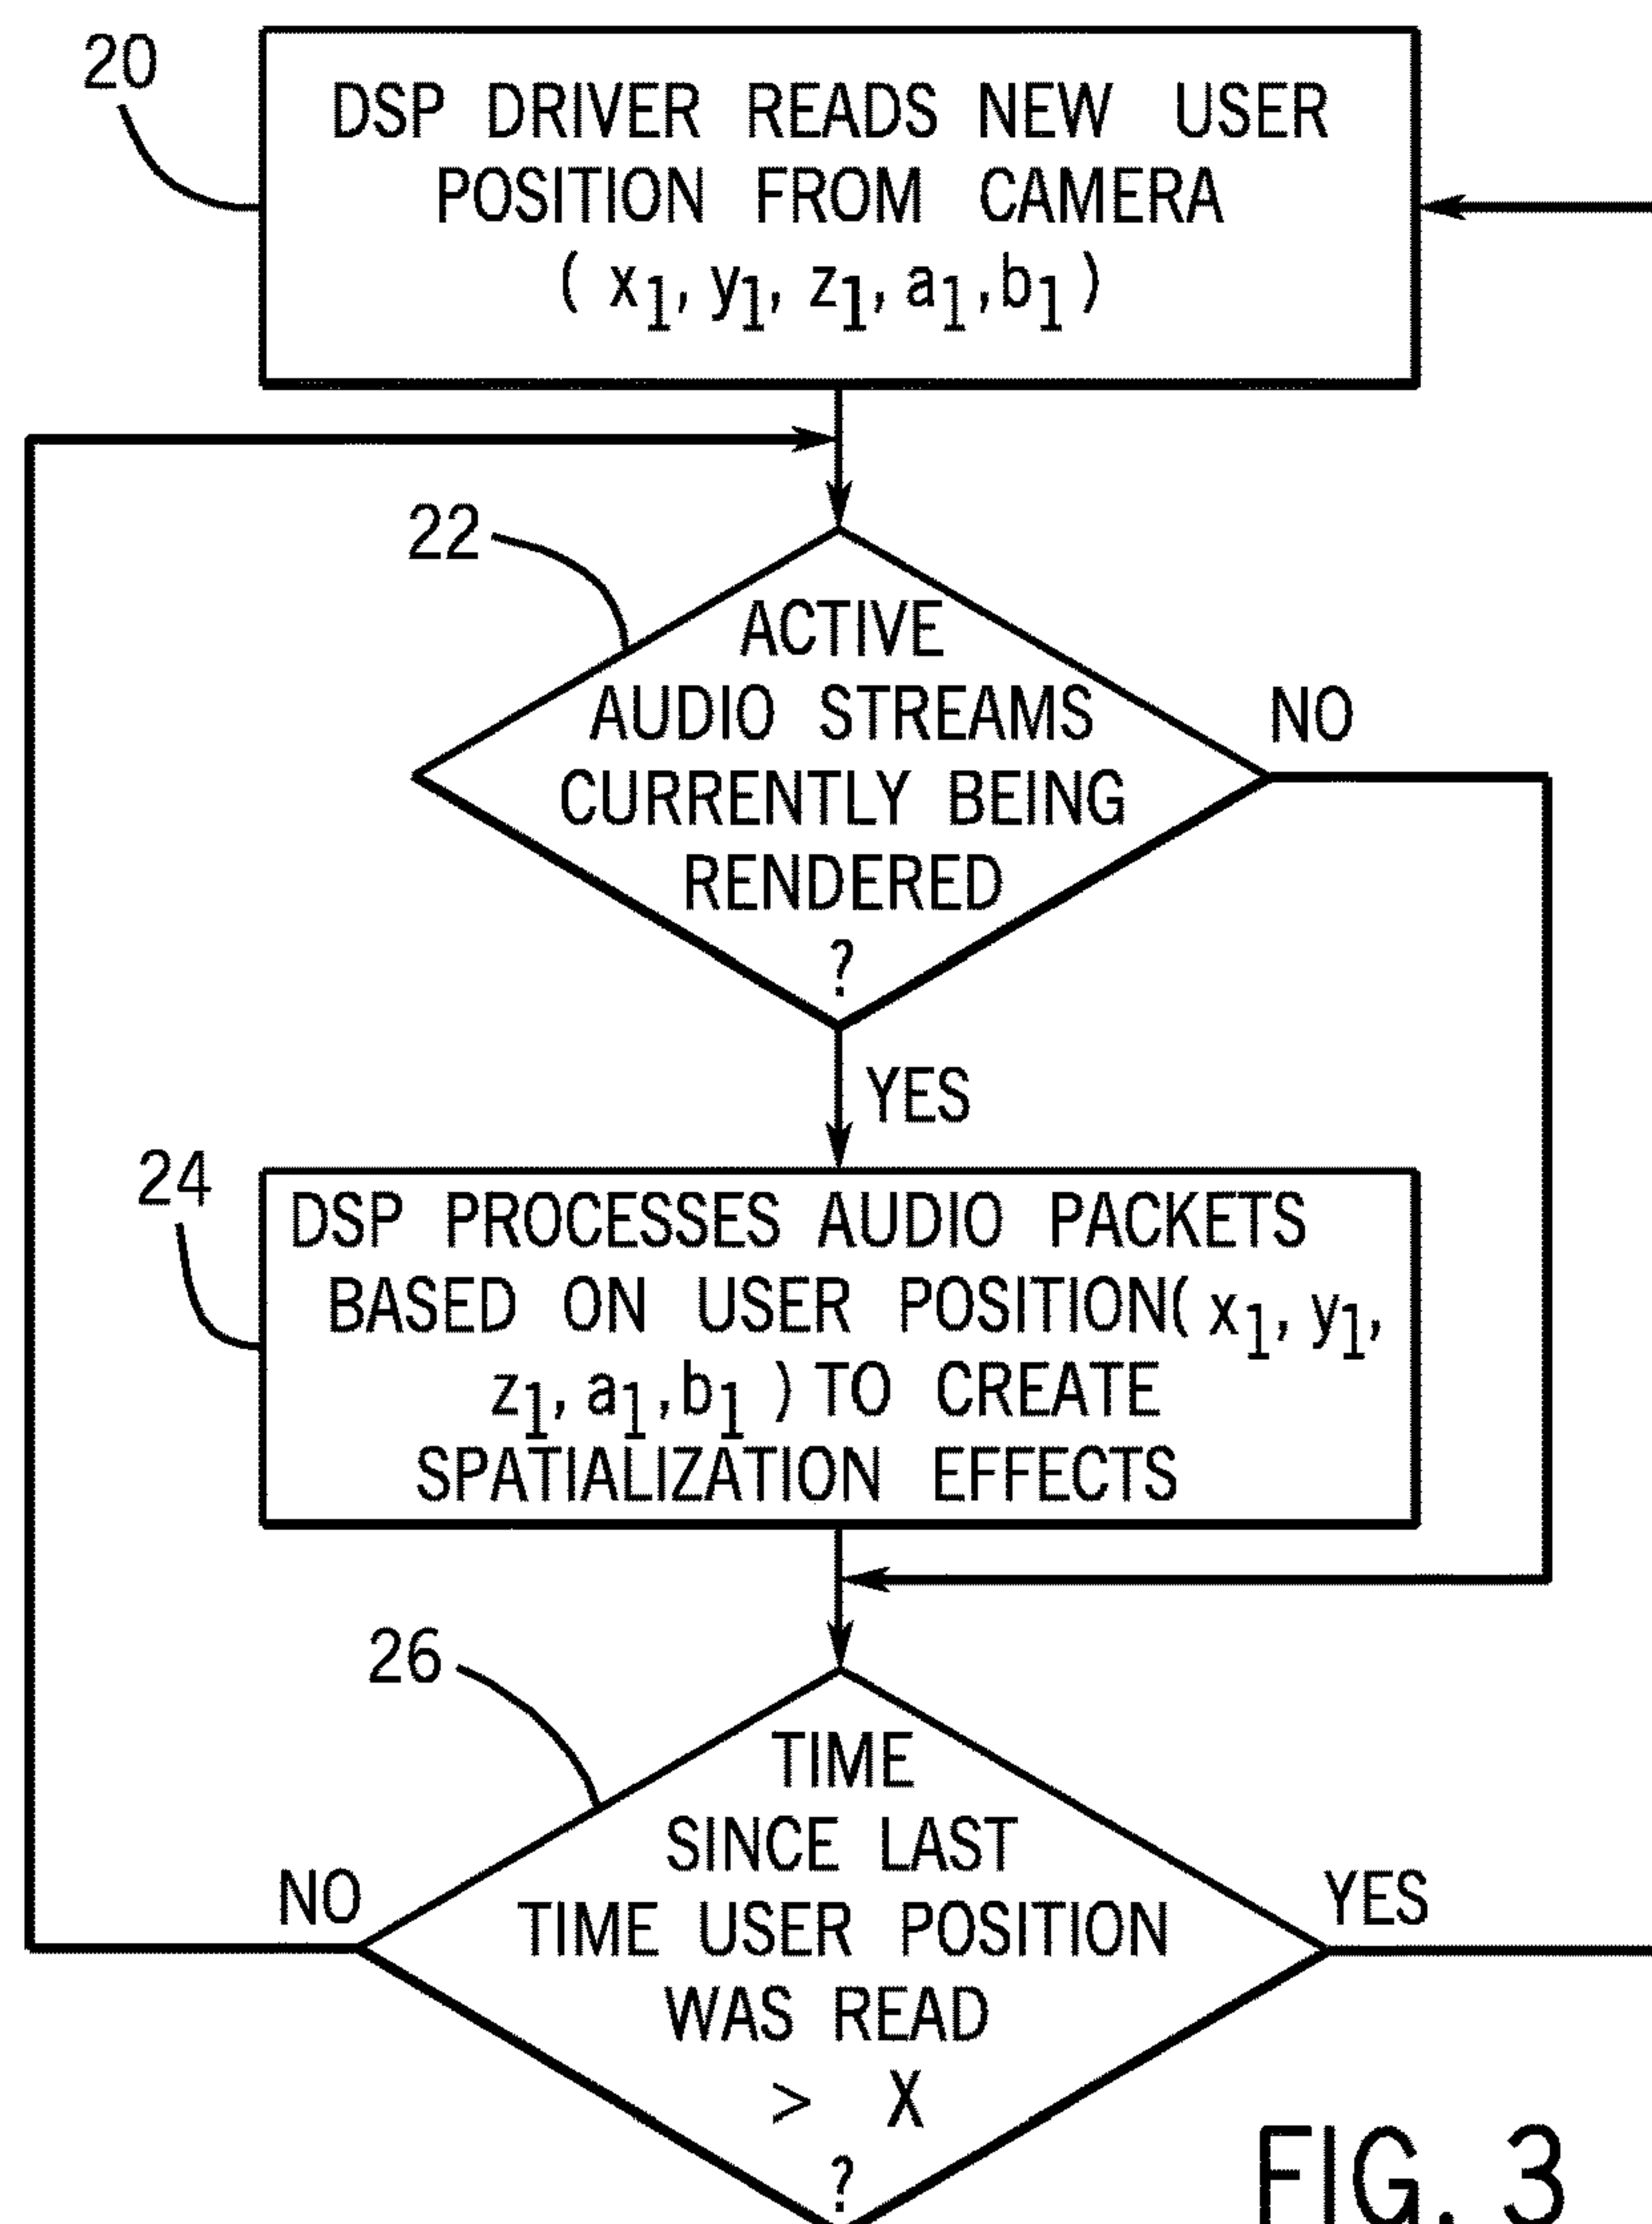 20
DSP DRIVER READS NEW USER
POSITION FROM CAMERA
( x1, y1, z1, a1, b1 )
22
ACTIVE
AUDIO STREAMS
CURRENTLY BEING
RENDERED
?
NO
YES
24
DSP PROCESSES AUDIO PACKETS
BASED ON USER POSITION( x1, y1,
z1, a1, b1 ) TO CREATE
SPATIALIZATION EFFECTS
26
TIME
SINCE LAST
TIME USER POSITION
WAS READ
> X
?
NO
YES
FIG. 3